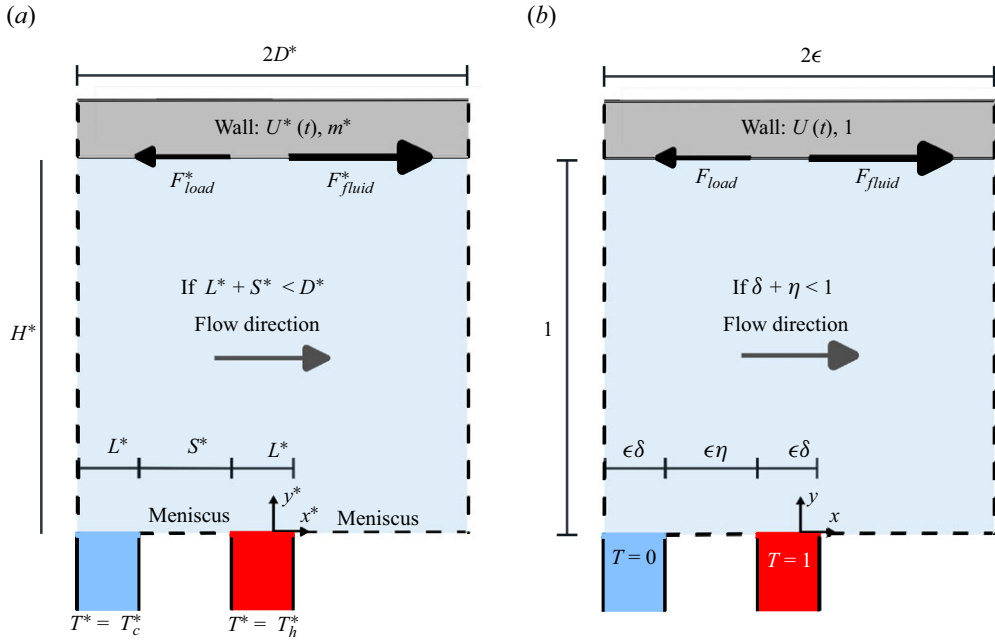 (a)
2D*
Wall: U*(t), m*
F*load
F*fluid
If L* + S* < D*
Flow direction
H*
L*
S*
L*
y*
x*
Meniscus
Meniscus
T* = T*c
T* = T*h
(b)
2ϵ
Wall: U(t), 1
Fload
Ffluid
If δ + η < 1
Flow direction
1
ϵδ
ϵη
ϵδ
y
x
T = 0
T = 1